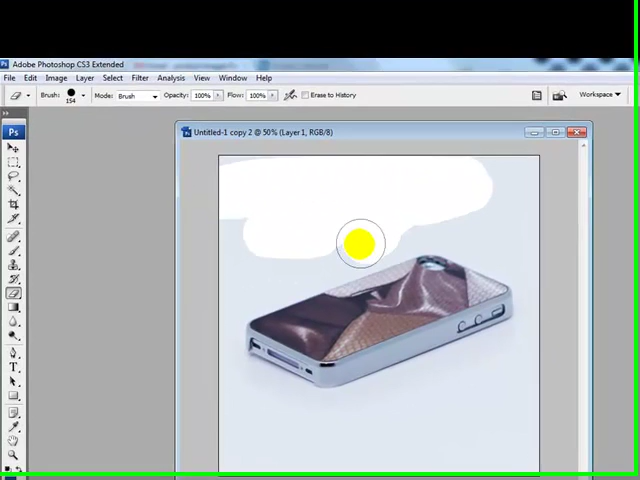 Ps Adobe Photoshop CS3 Extended
File Edit Image Layer Select Filter Analysis View Window Help
Brush: 154 Mode: Brush Opacity: 100% Flow: 100% Erase to History Workspace
Ps
Untitled-1 copy 2 @ 50% (Layer 1, RGB/8)
T